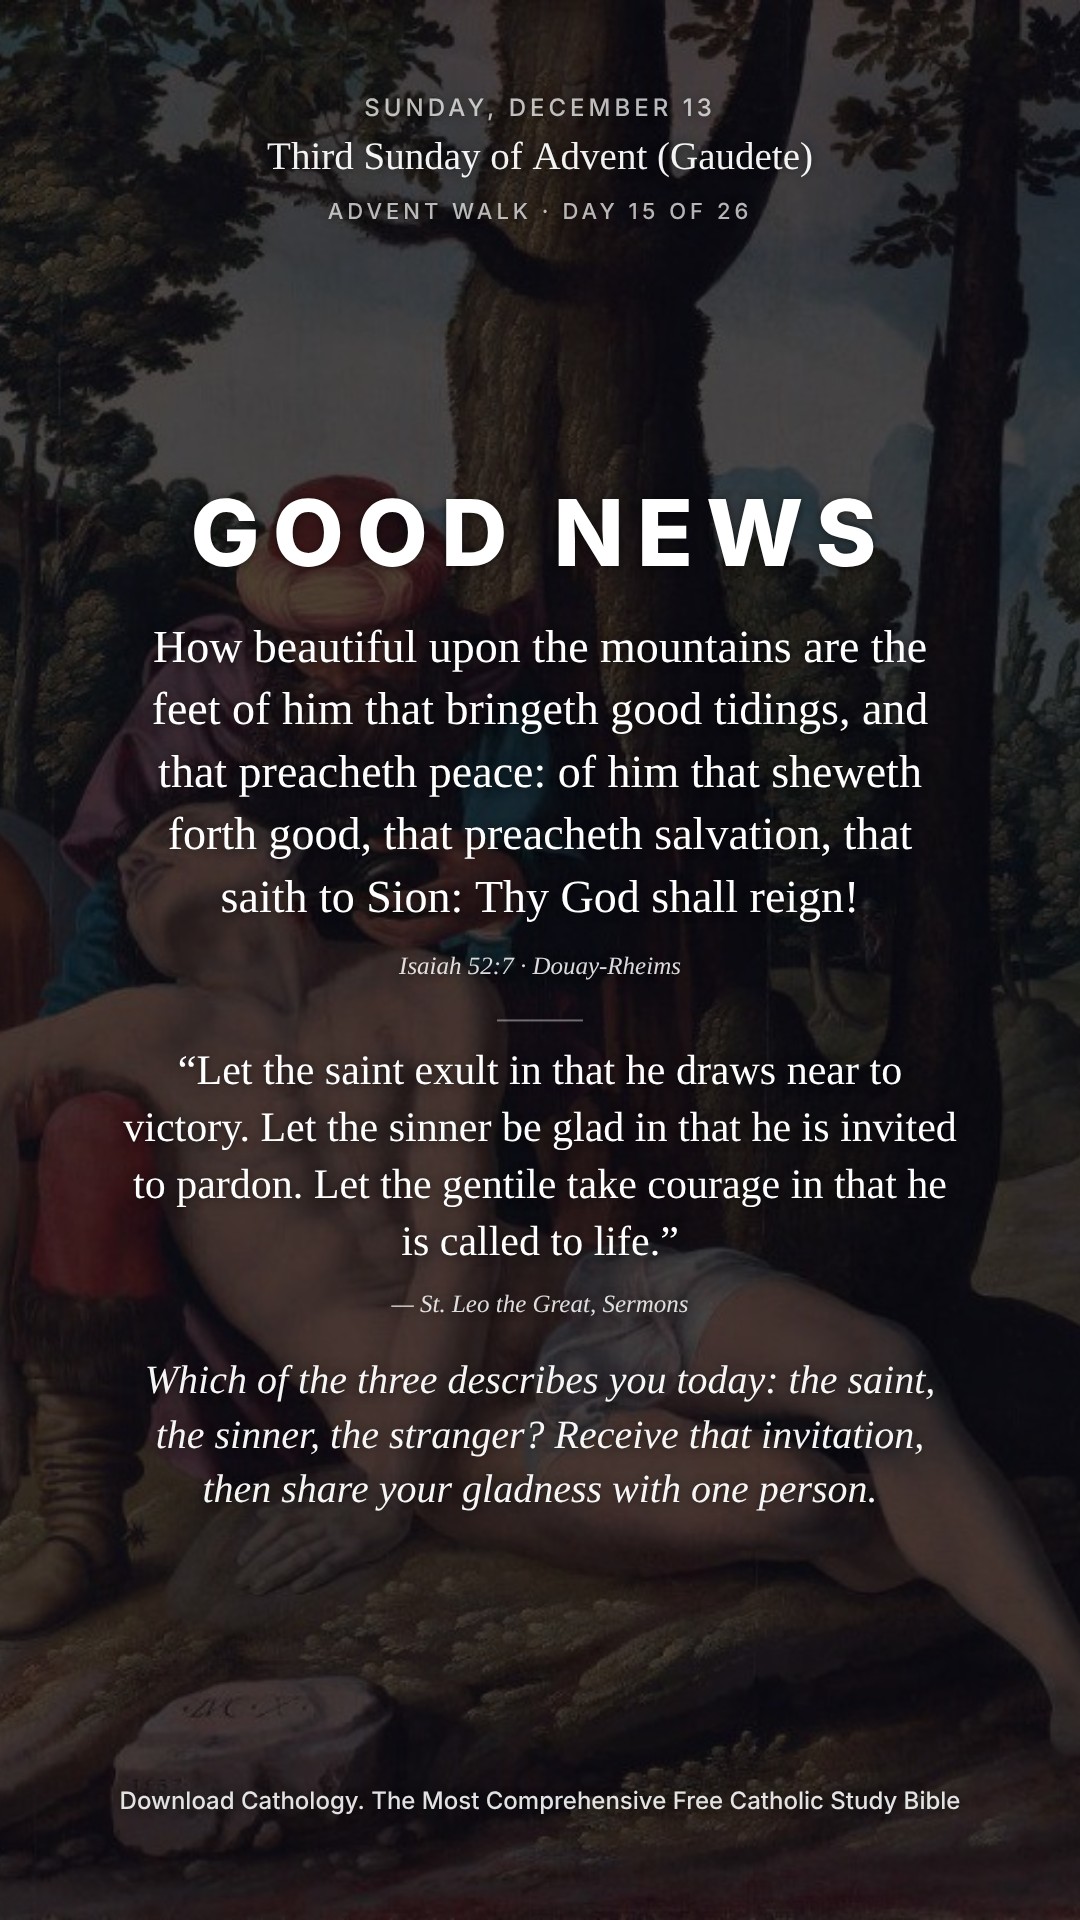 SUNDAY, DECEMBER 13
Third Sunday of Advent (Gaudete)
ADVENT WALK · DAY 15 OF 26
GOOD NEWS
How beautiful upon the mountains are the
feet of him that bringeth good tidings, and
that preacheth peace: of him that sheweth
forth good, that preacheth salvation, that
saith to Sion: Thy God shall reign!
Isaiah 52:7 · Douay-Rheims
“Let the saint exult in that he draws near to
victory. Let the sinner be glad in that he is invited
to pardon. Let the gentile take courage in that he
is called to life.”
— St. Leo the Great, Sermons
Which of the three describes you today: the saint,
the sinner, the stranger? Receive that invitation,
then share your gladness with one person.
Download Cathology. The Most Comprehensive Free Catholic Study Bible